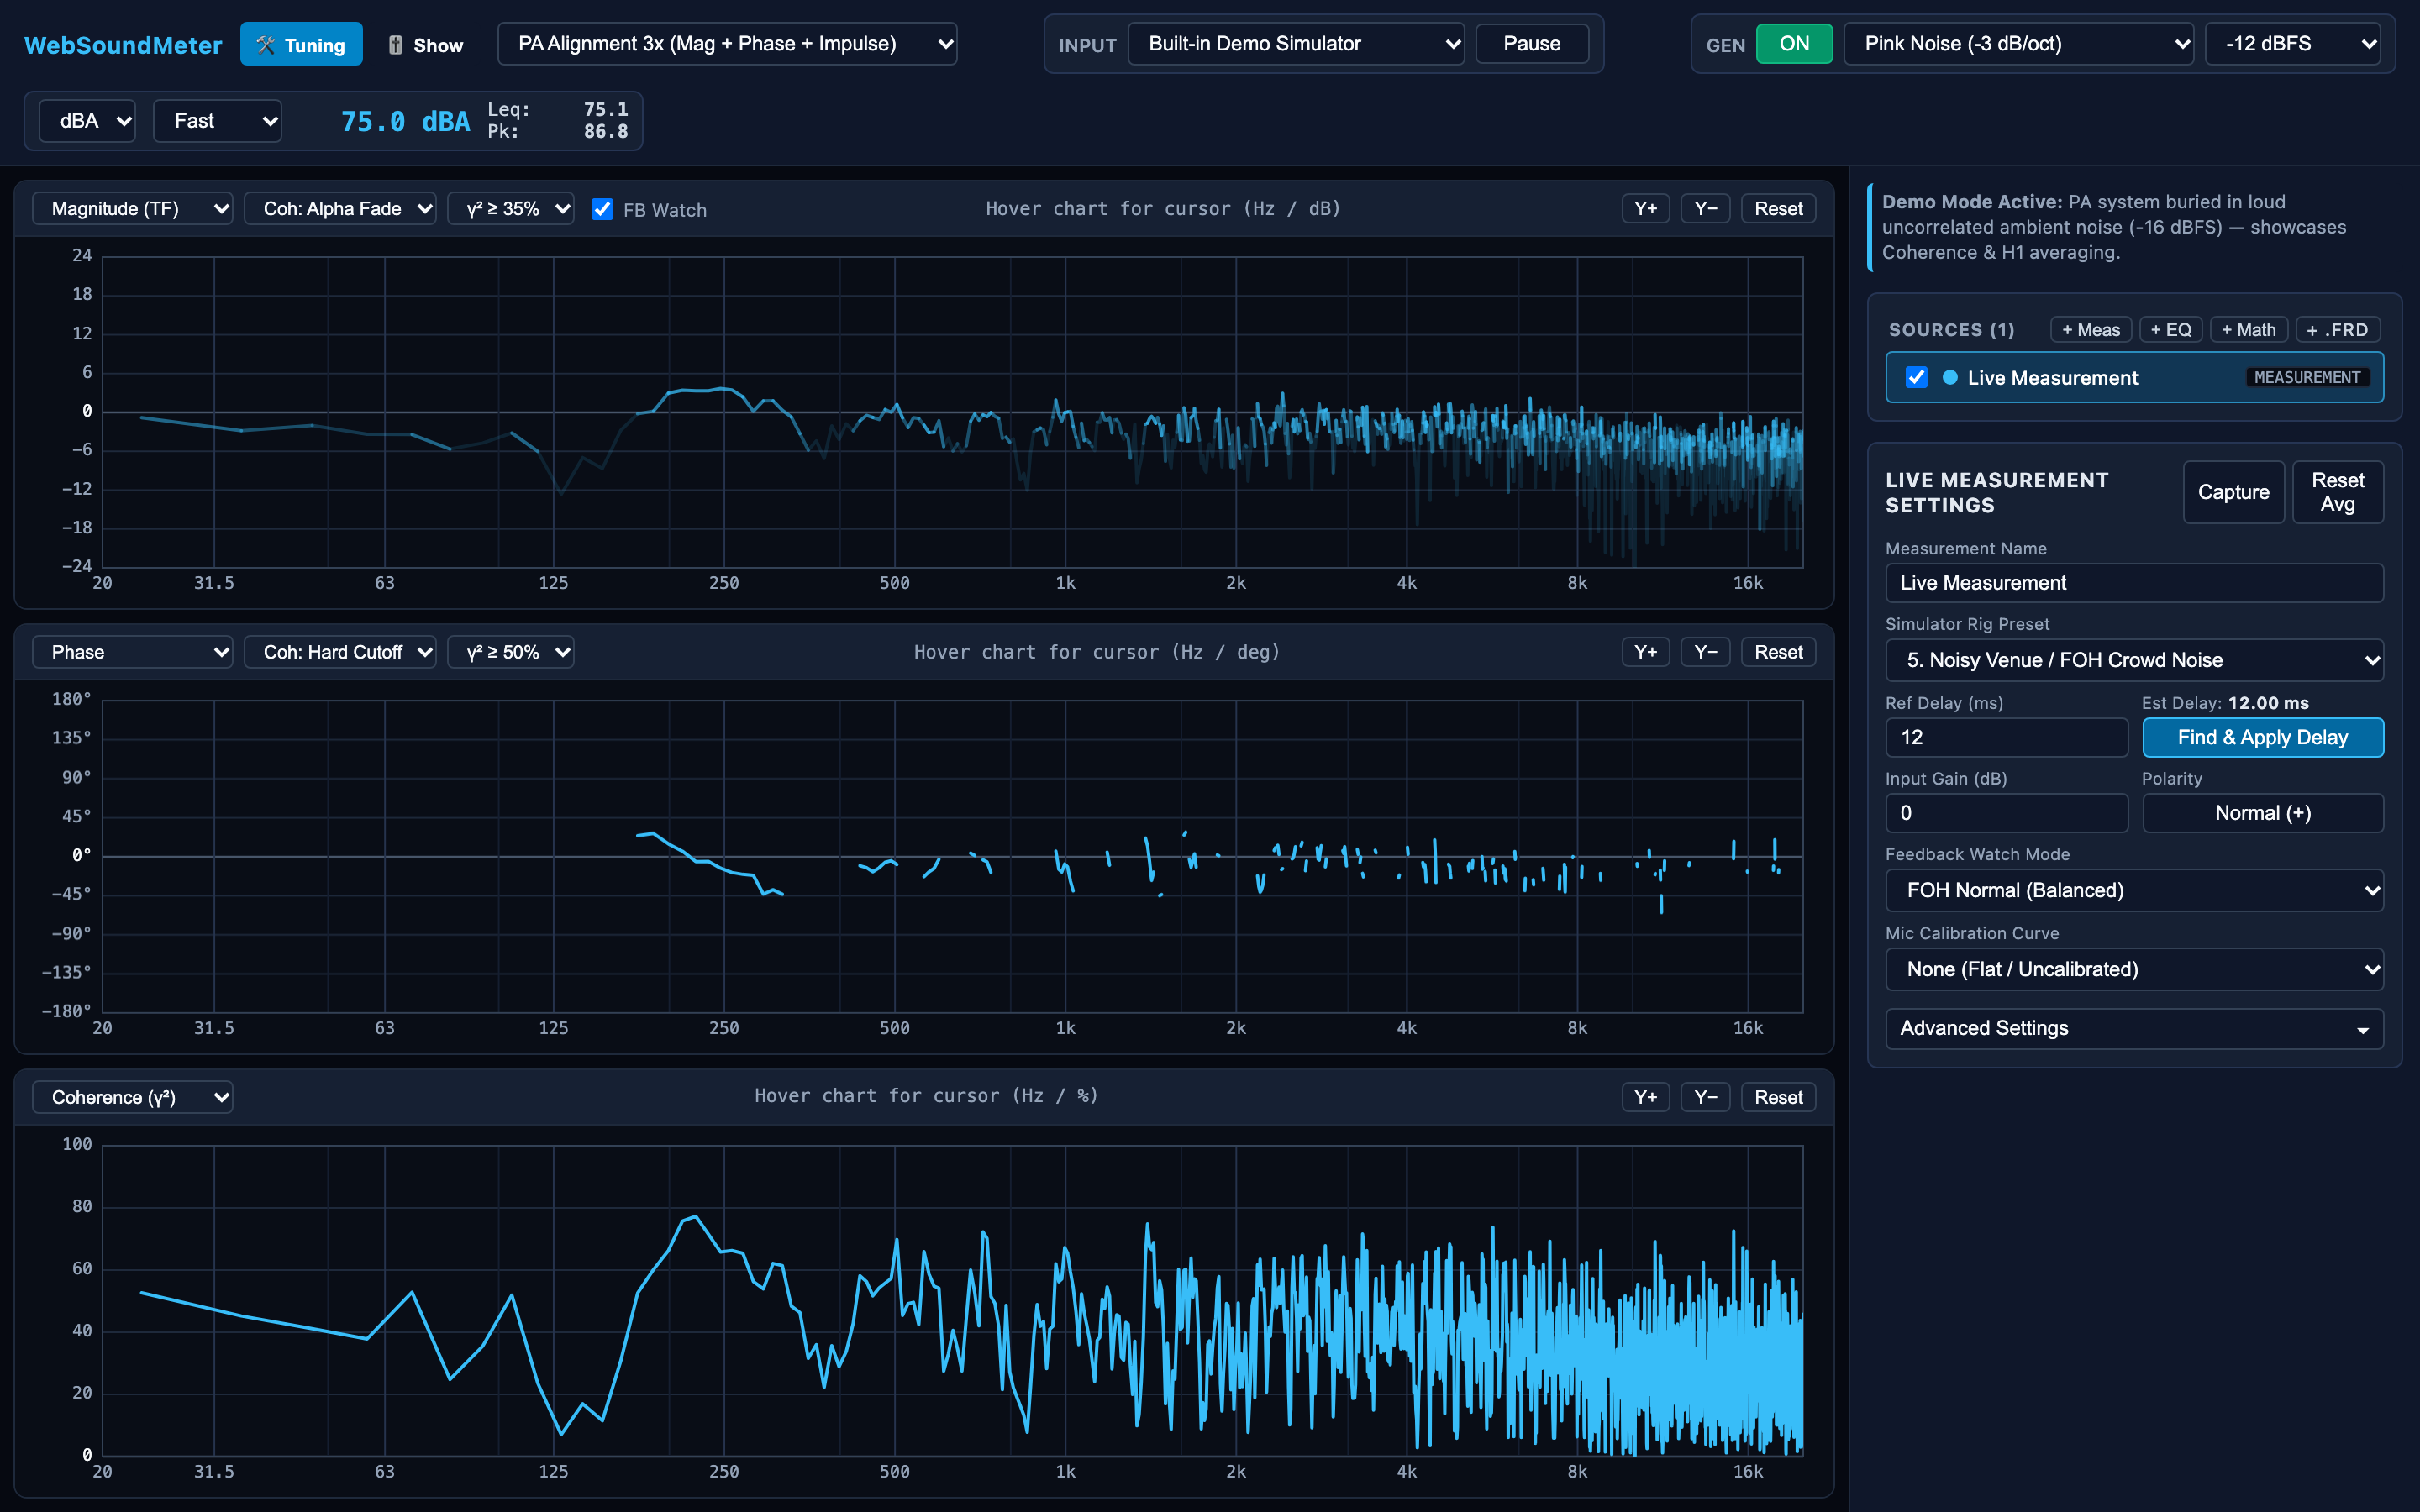 WebSoundMeter
🛠️ Tuning
🎚️ Show
PA Alignment 3x (Mag + Phase + Impulse)
INPUT
Built-in Demo Simulator
Pause
GEN
ON
Pink Noise (-3 dB/oct)
-12 dBFS
dBA
Fast
75.0 dBA
Leq: 75.1
Pk: 86.8
Magnitude (TF)
Coh: Alpha Fade
γ² ≥ 35%
FB Watch
Hover chart for cursor (Hz / dB)
Y+
Y−
Reset
24
18
12
6
0
−6
−12
−18
−24
20 31.5 63 125 250 500 1k 2k 4k 8k 16k
Phase
Coh: Hard Cutoff
γ² ≥ 50%
Hover chart for cursor (Hz / deg)
Y+
Y−
Reset
180°
135°
90°
45°
0°
−45°
−90°
−135°
−180°
20 31.5 63 125 250 500 1k 2k 4k 8k 16k
Coherence (γ²)
Hover chart for cursor (Hz / %)
Y+
Y−
Reset
100
80
60
40
20
0
20 31.5 63 125 250 500 1k 2k 4k 8k 16k
Demo Mode Active: PA system buried in loud
uncorrelated ambient noise (-16 dBFS) — showcases
Coherence & H1 averaging.
SOURCES (1)
+ Meas
+ EQ
+ Math
+ .FRD
Live Measurement
MEASUREMENT
LIVE MEASUREMENT
SETTINGS
Capture
Reset
Avg
Measurement Name
Live Measurement
Simulator Rig Preset
5. Noisy Venue / FOH Crowd Noise
Ref Delay (ms)
Est Delay: 12.00 ms
12
Find & Apply Delay
Input Gain (dB)
Polarity
0
Normal (+)
Feedback Watch Mode
FOH Normal (Balanced)
Mic Calibration Curve
None (Flat / Uncalibrated)
Advanced Settings